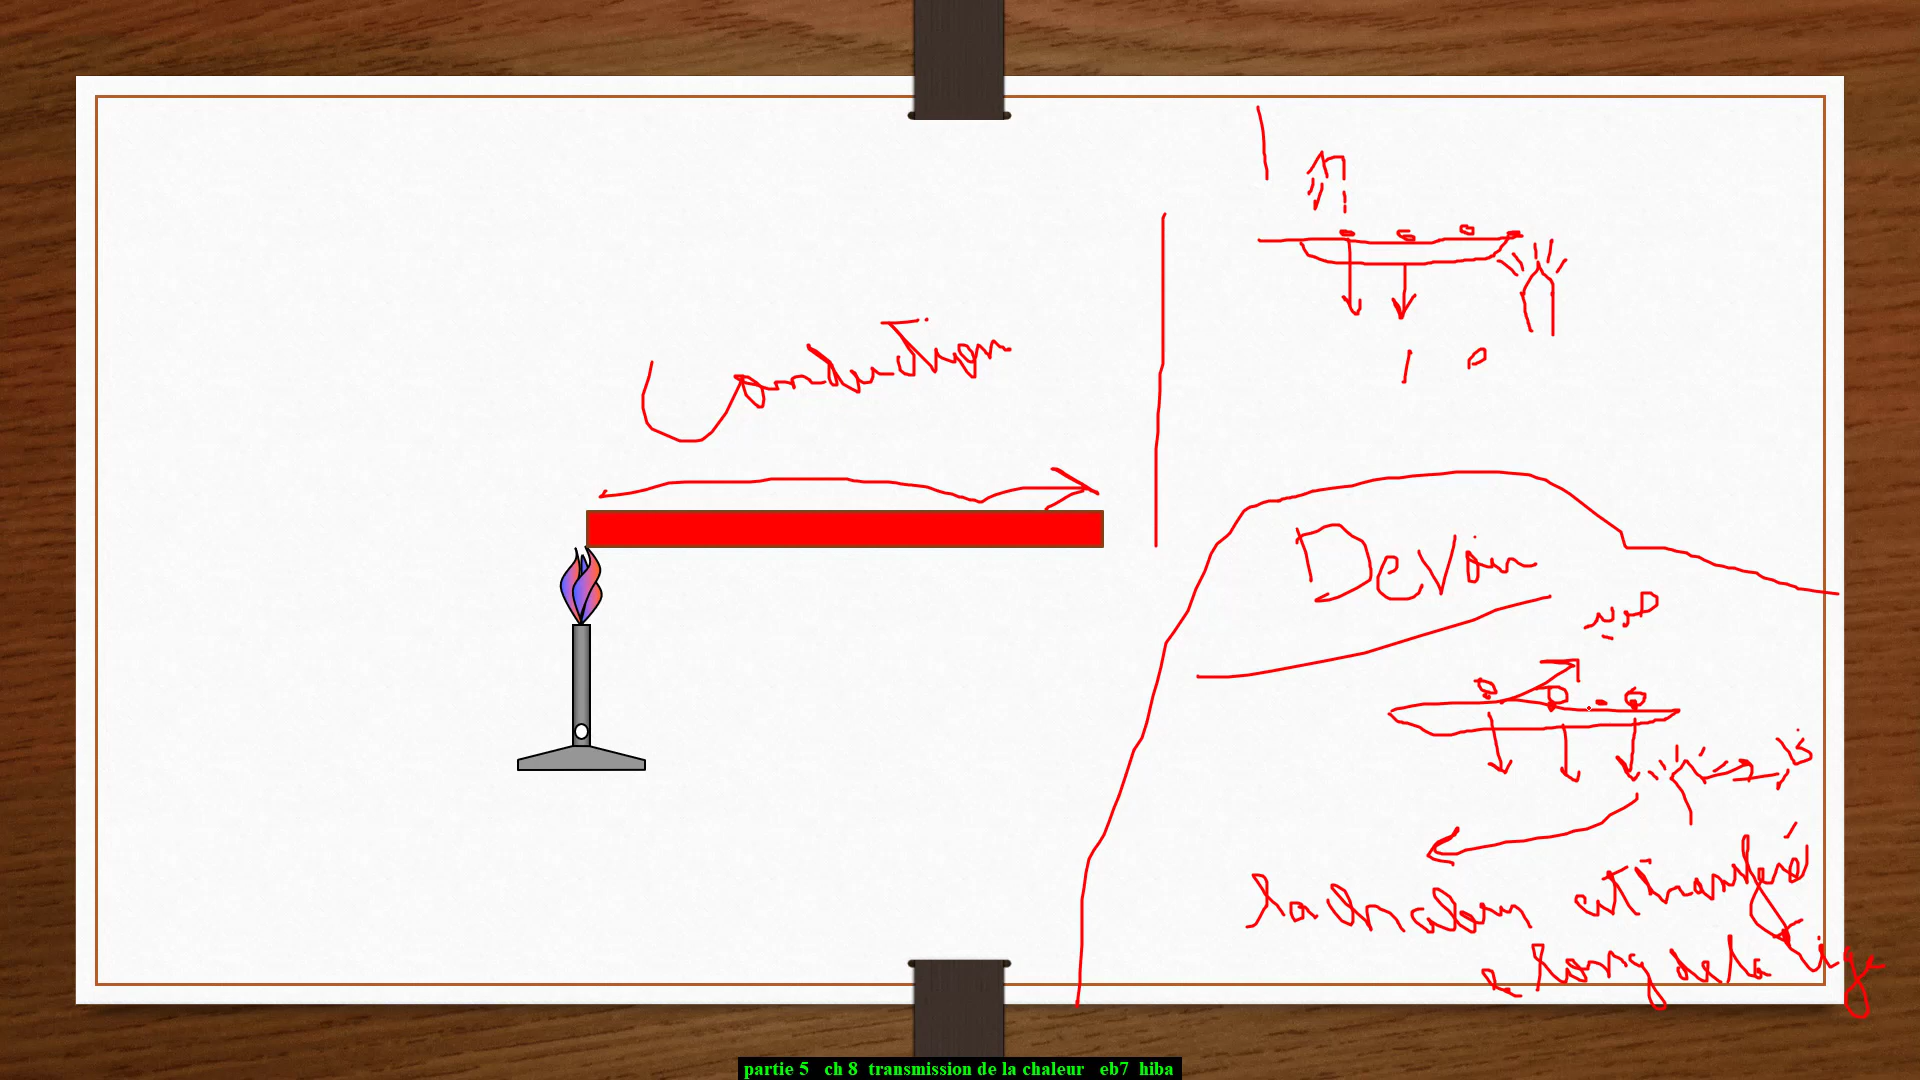 Conduction
Devoir
la chaleur est transféré
le long de la tige
partie 5 ch 8 transmission de la chaleur eb7 hiba